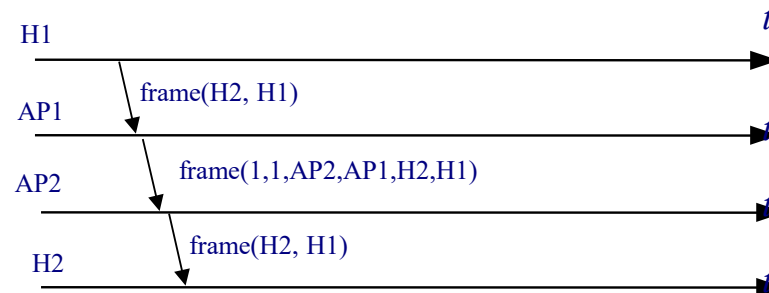 H1
t
frame(H2, H1)
AP1
t
frame(1,1,AP2,AP1,H2,H1)
AP2
t
frame(H2, H1)
H2
t